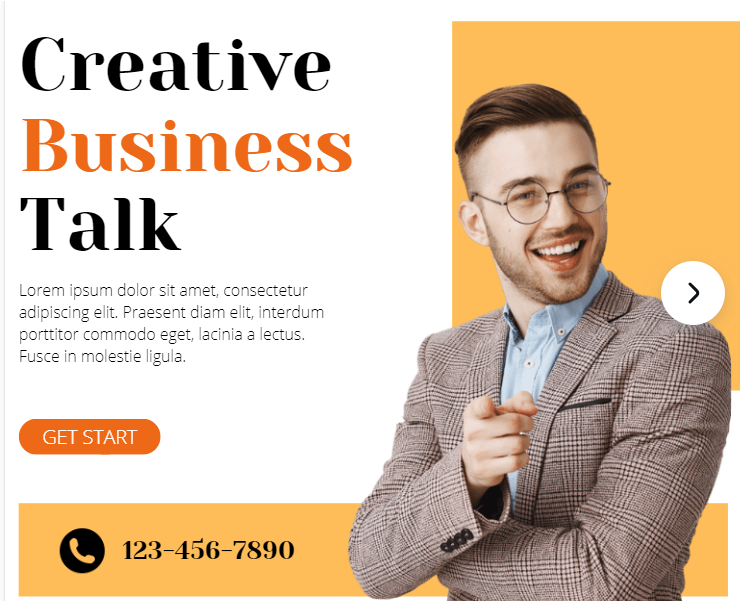 Creative
Business
Talk
Lorem ipsum dolor sit amet, consectetur
adipiscing elit. Praesent diam elit, interdum
porttitor commodo eget, lacinia a lectus.
Fusce in molestie ligula.
GET START
123-456-7890